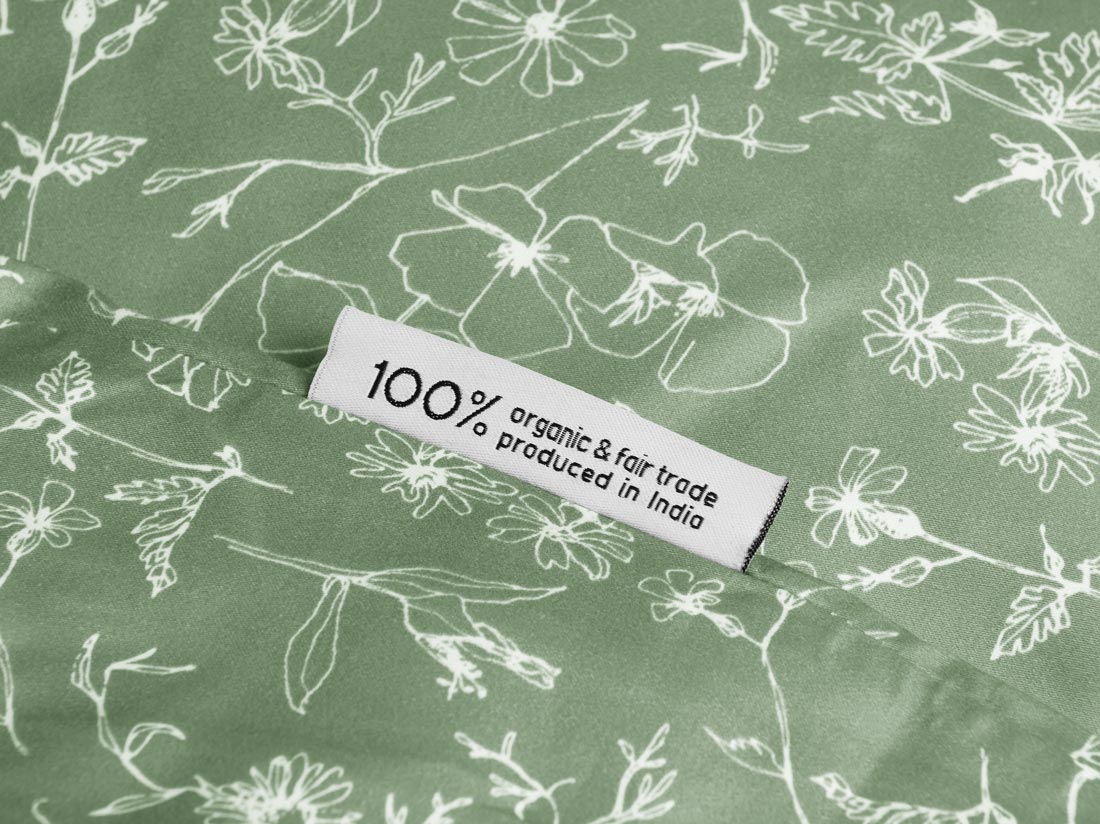 100% organic & fair trade
produced in India